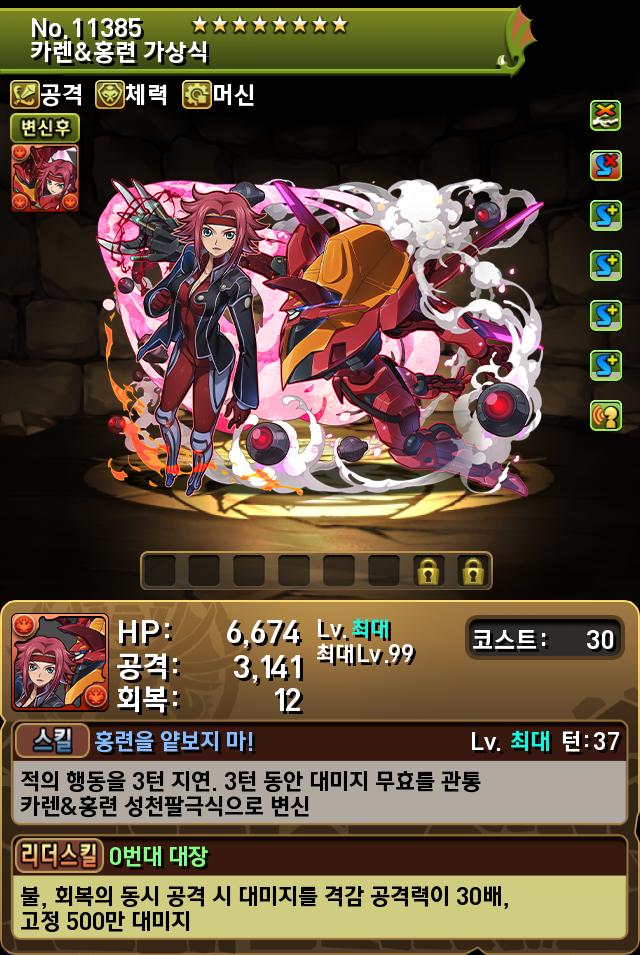 No.11385
카렌&홍련 가상식
공격 체력 머신
변신후
HP: 6,674 Lv.최대
최대Lv.99
코스트: 30
공격: 3,141
회복: 12
스킬 홍련을 얕보지 마! Lv. 최대 턴:37
적의 행동을 3턴 지연. 3턴 동안 대미지 무효를 관통
카렌&홍련 성천팔극식으로 변신
리더스킬 0번대 대장
불, 회복의 동시 공격 시 대미지를 격감 공격력이 30배,
고정 500만 대미지